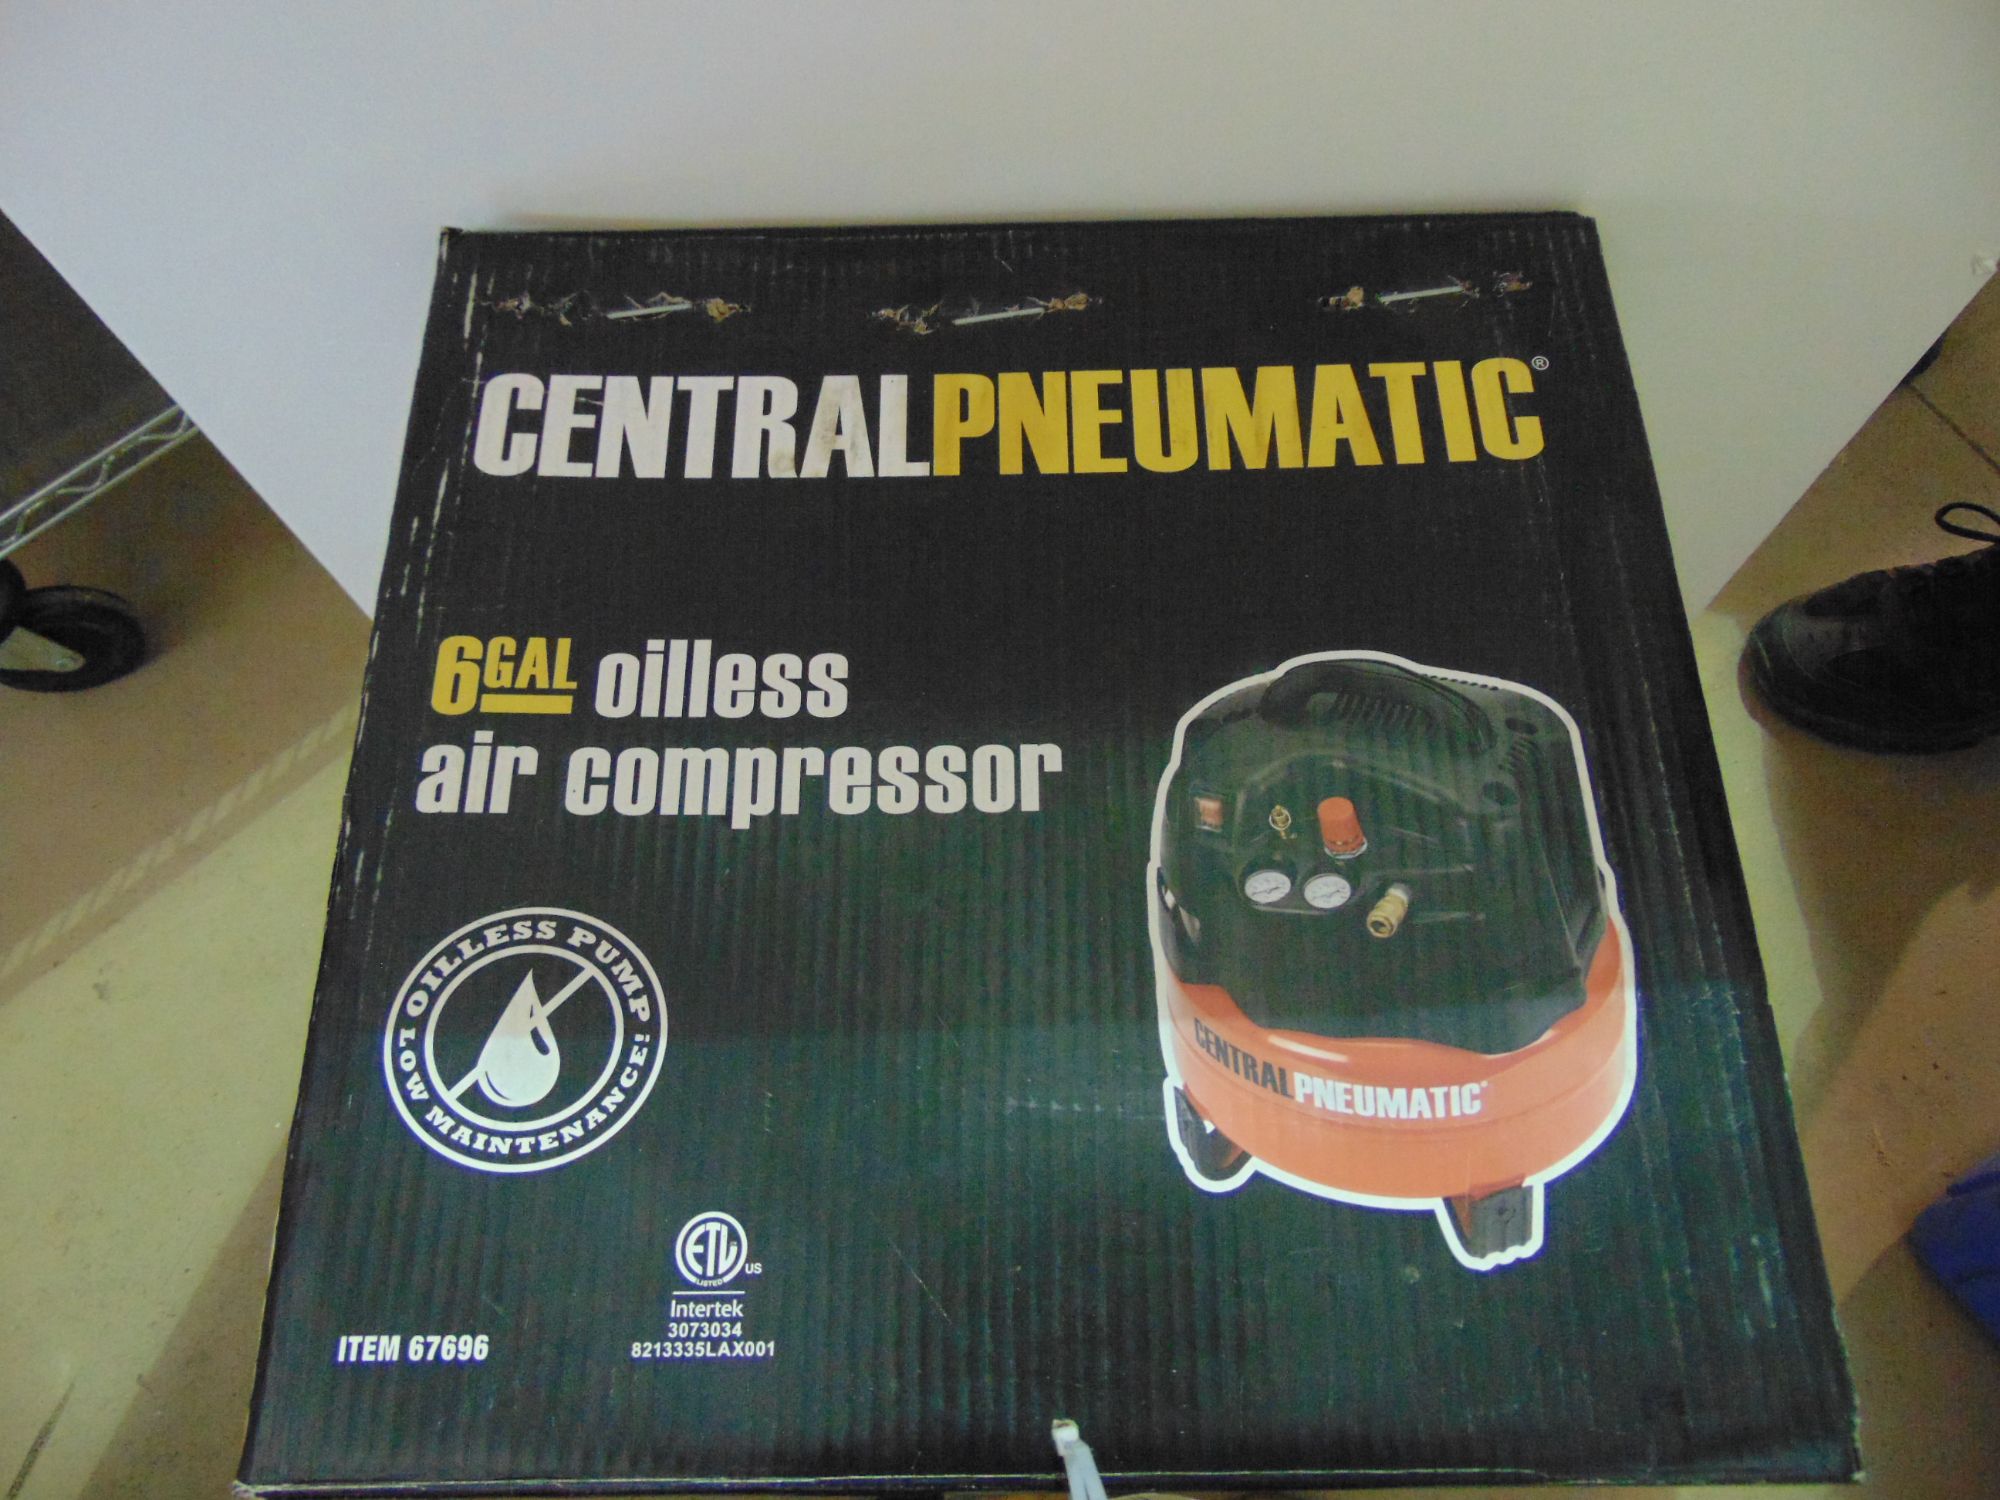 CENTRALPNEUMATIC®
6GAL oilless
air compressor
OILLESS PUMP
LOW MAINTENANCE!
CENTRALPNEUMATIC®
ETL
LISTED
US
Intertek
3073034
8213335LAX001
ITEM 67696